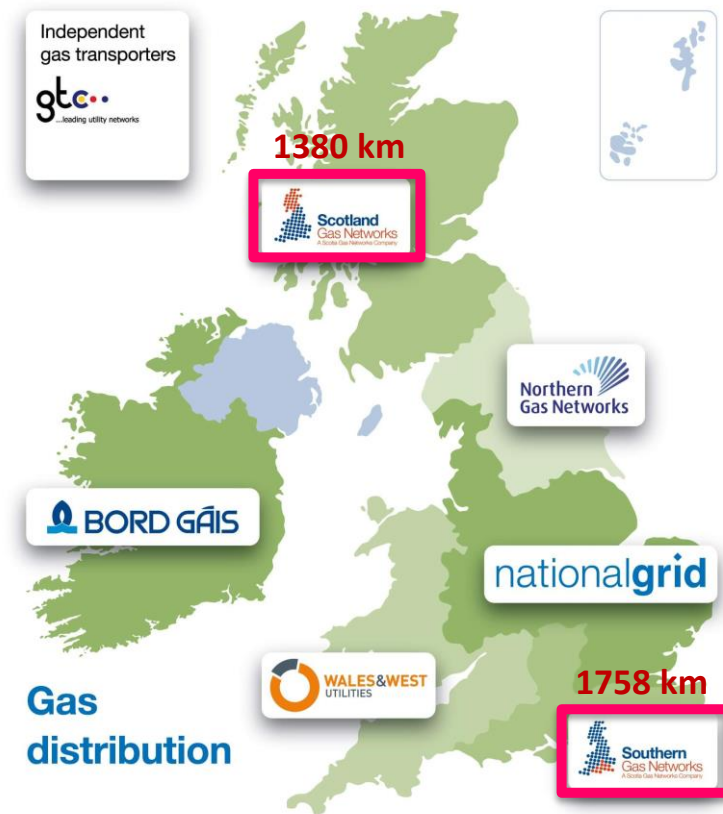 Independent
gas transporters
gtc
...leading utility networks
1380 km
Scotland
Gas Networks
A Scotia Gas Networks Company
Northern
Gas Networks
BORD GÁIS
nationalgrid
WALES&WEST
UTILITIES
1758 km
Gas
distribution
Southern
Gas Networks
A Scotia Gas Networks Company